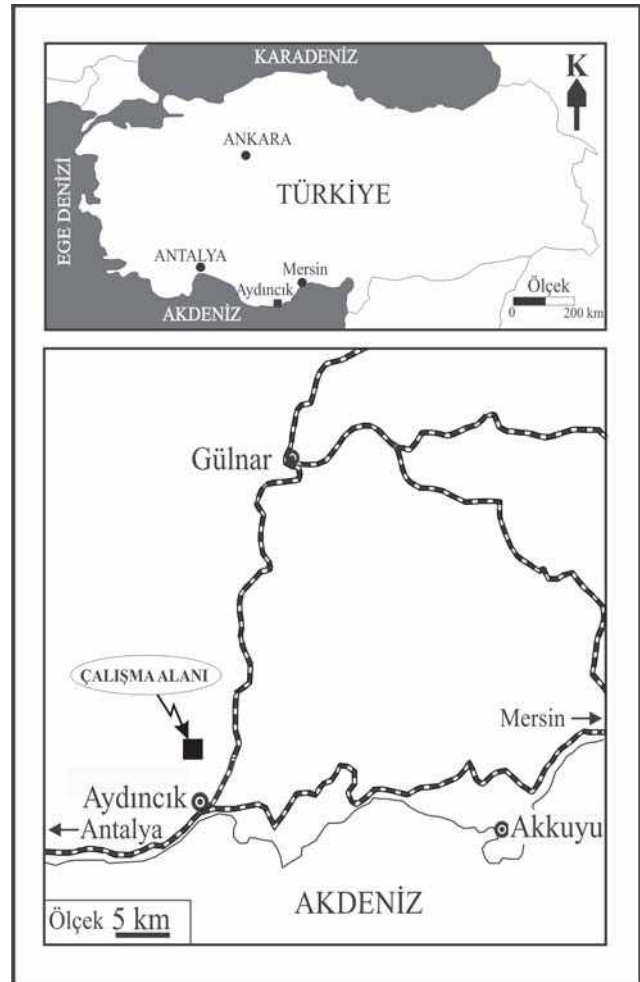 KARADENİZ
K
ANKARA
EGE DENİZİ
TÜRKİYE
ANTALYA
Mersin
Aydıncık
Ölçek
0 200 km
AKDENİZ
Gülnar
ÇALIŞMA ALANI
Mersin
Aydıncık
Antalya
Akkuyu
AKDENİZ
Ölçek 5 km